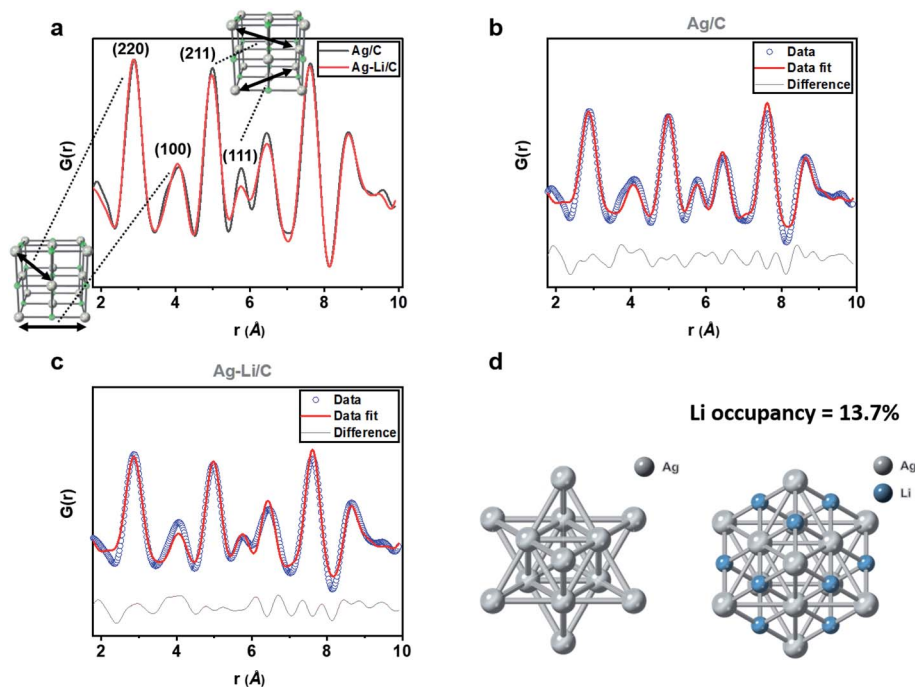 a
Ag/C
Ag-Li/C
(220)
(211)
(100)
(111)
G(r)
2 4 6 8 10
r (Å)
b
Ag/C
Data
Data fit
Difference
G(r)
2 4 6 8 10
r (Å)
c
Ag-Li/C
Data
Data fit
Difference
G(r)
2 4 6 8 10
r (Å)
d
Li occupancy = 13.7%
Ag
Ag
Li